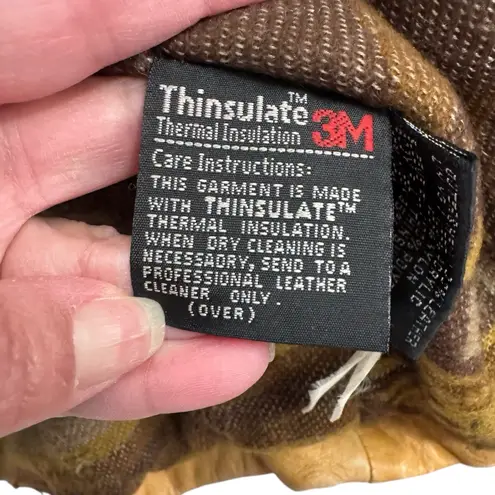 Thinsulate™ 3M
Thermal Insulation
Care Instructions:
THIS GARMENT IS MADE
WITH THINSULATE™
THERMAL INSULATION.
WHEN DRY CLEANING IS
NECESSADRY, SEND TO A
PROFESSIONAL LEATHER
CLEANER ONLY.
(OVER)
LEATHER